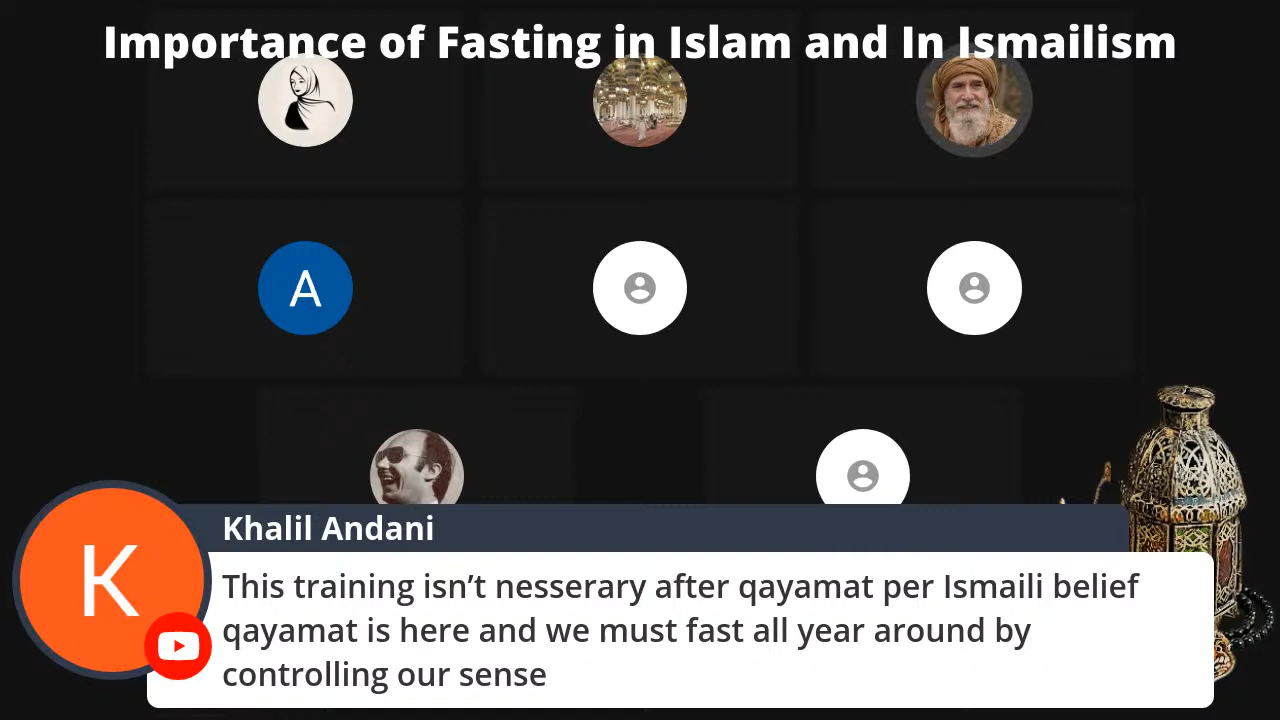 Importance of Fasting in Islam and In Ismailism
A
Khalil Andani
K
This training isn't nesserary after qayamat per Ismaili belief
qayamat is here and we must fast all year around by
controlling our sense